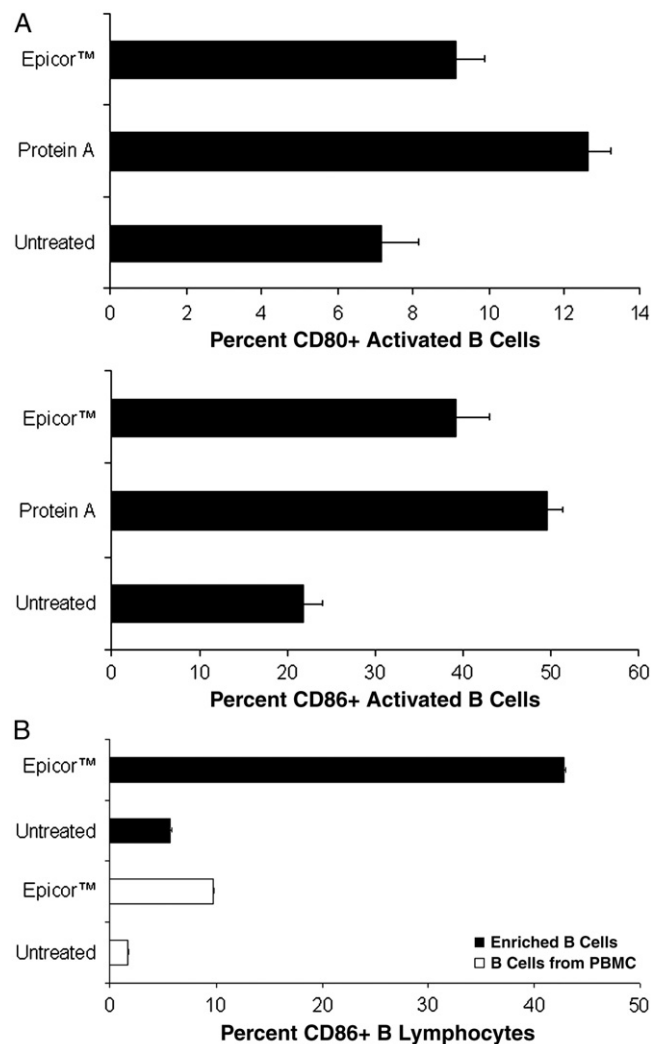 A
Epicor™
Protein A
Untreated
0 2 4 6 8 10 12 14
Percent CD80+ Activated B Cells
Epicor™
Protein A
Untreated
0 10 20 30 40 50 60
Percent CD86+ Activated B Cells
B
Epicor™
Untreated
Epicor™
Untreated
Enriched B Cells
B Cells from PBMC
0 10 20 30 40 50
Percent CD86+ B Lymphocytes